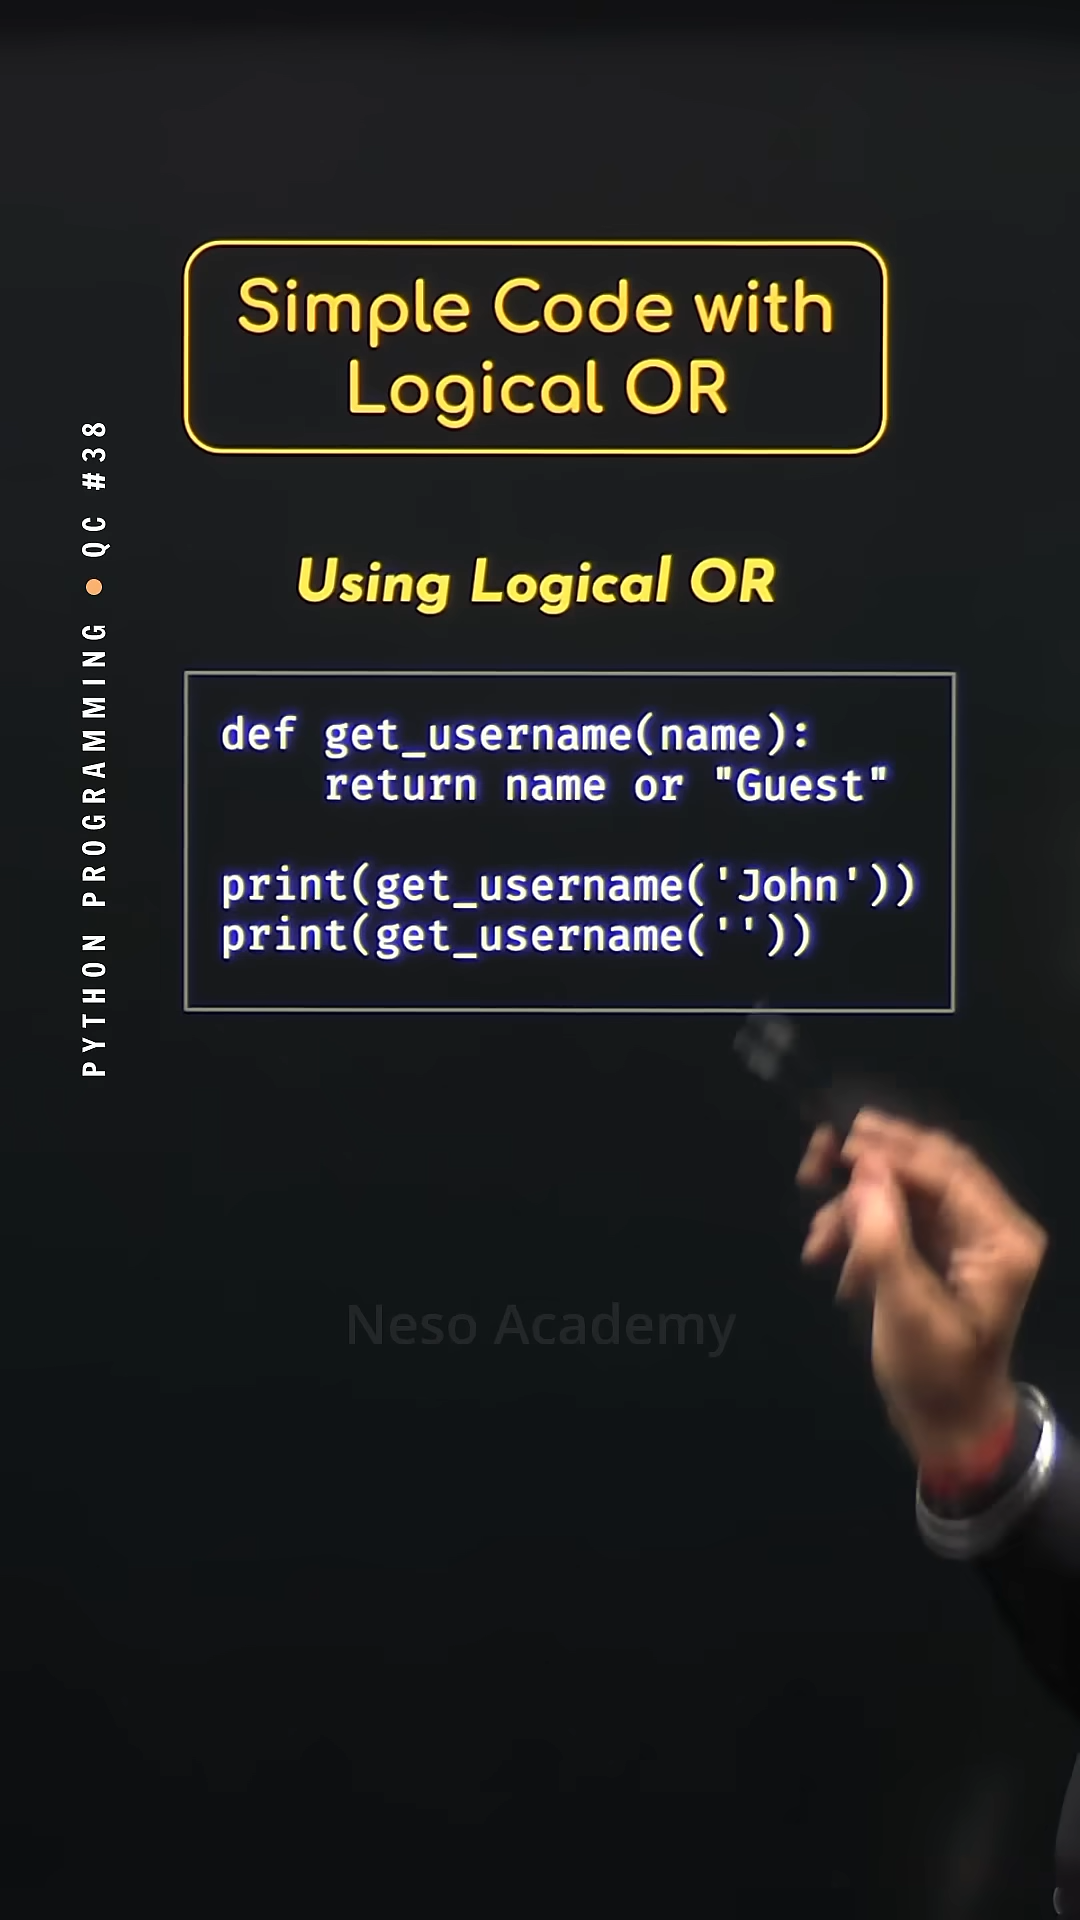 Simple Code with
Logical OR
PYTHON PROGRAMMING ● QC #38
Using Logical OR
def get_username(name):
    return name or "Guest"
print(get_username('John'))
print(get_username(''))
Neso Academy